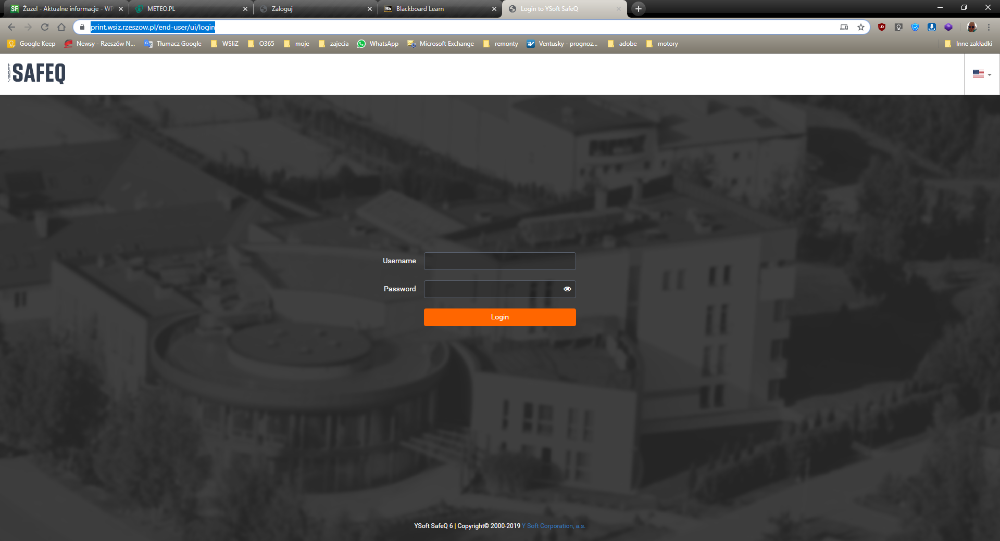 Żużel - Aktualne informacje - WP
METEO.PL
Zaloguj
Blackboard Learn
Login to YSoft SafeQ
print.wsiz.rzeszow.pl/end-user/ui/login
Google Keep
Newsy - Rzeszów N...
Tłumacz Google
WSIiZ
O365
moje
zajecia
WhatsApp
Microsoft Exchange
remonty
Ventusky - prognoz...
adobe
motory
Inne zakładki
YSOFT SAFEQ
Username
Password
Login
YSoft SafeQ 6 | Copyright© 2000-2019 Y Soft Corporation, a.s.